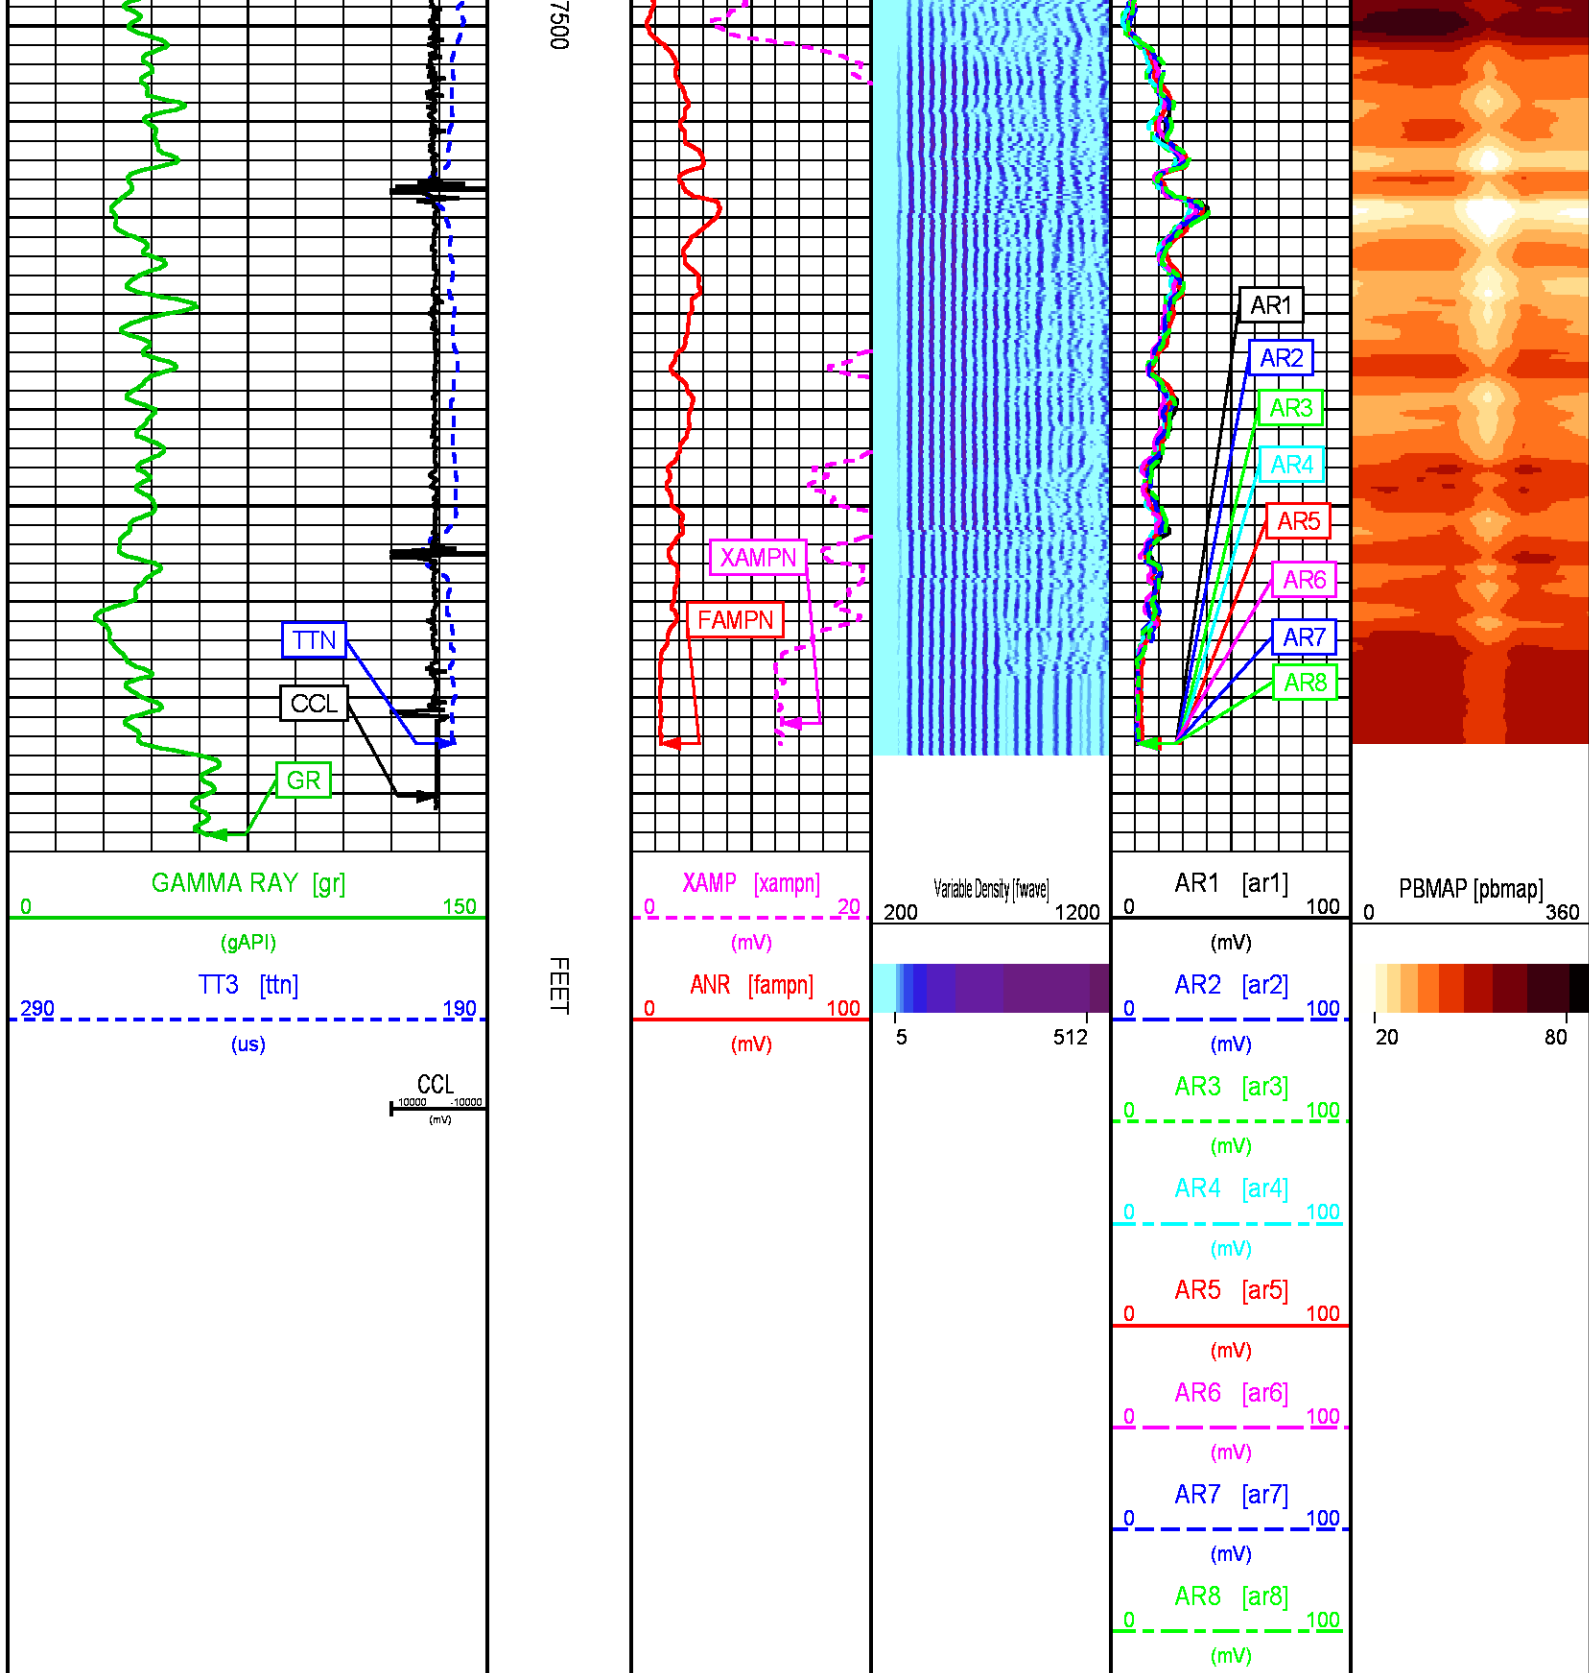 7500
AR1
AR2
AR3
AR4
AR5
XAMPN
AR6
FAMPN
TTN
AR7
AR8
CCL
GR
GAMMA RAY [gr]
0 150
(gAPI)
TT3 [ttn]
290 190
(us)
CCL
10000 -10000
(mV)
FEET
XAMP [xampn]
0 20
(mV)
ANR [fampn]
0 100
(mV)
Variable Density [fwave]
200 1200
5 512
AR1 [ar1]
0 100
(mV)
AR2 [ar2]
0 100
(mV)
AR3 [ar3]
0 100
(mV)
AR4 [ar4]
0 100
(mV)
AR5 [ar5]
0 100
(mV)
AR6 [ar6]
0 100
(mV)
AR7 [ar7]
0 100
(mV)
AR8 [ar8]
0 100
(mV)
PBMAP [pbmap]
0 360
20 80